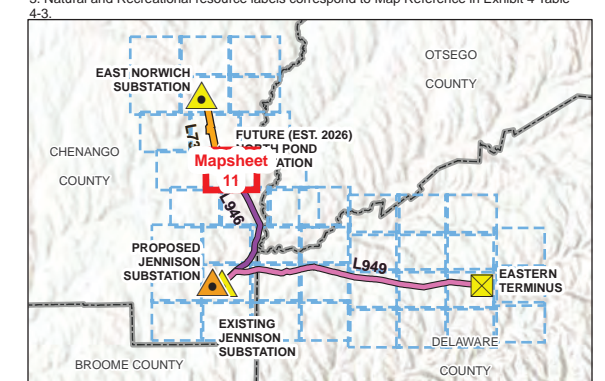 3. Natural and Recreational resource labels correspond to Map Reference in Exhibit 4 Table
4-3.
OTSEGO
COUNTY
EAST NORWICH
SUBSTATION
FUTURE (EST. 2026)
CHENANGO
COUNTY
Mapsheet
11
L946
PROPOSED
JENNISON
SUBSTATION
L949
EASTERN
TERMINUS
EXISTING
JENNISON
SUBSTATION
DELAWARE
COUNTY
BROOME COUNTY